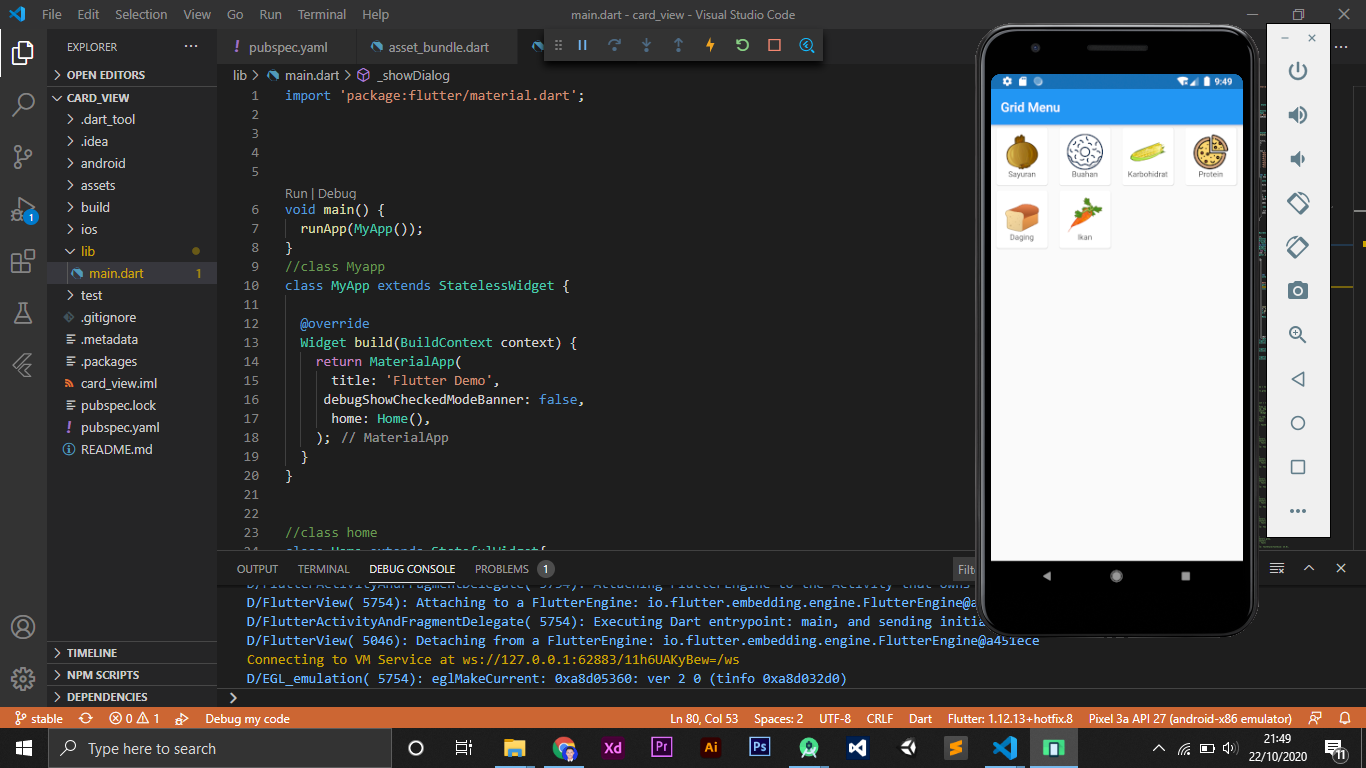 File Edit Selection View Go Run Terminal Help
main.dart - card_view - Visual Studio Code
EXPLORER
OPEN EDITORS
CARD_VIEW
.dart_tool
.idea
android
assets
build
ios
lib
main.dart 1
test
.gitignore
.metadata
.packages
card_view.iml
pubspec.lock
pubspec.yaml
README.md
TIMELINE
NPM SCRIPTS
DEPENDENCIES
1
! pubspec.yaml
asset_bundle.dart
lib > main.dart > _showDialog
1 import 'package:flutter/material.dart';
2
3
4
5
Run | Debug
6 void main() {
7 runApp(MyApp());
8 }
9 //class Myapp
10 class MyApp extends StatelessWidget {
11
12 @override
13 Widget build(BuildContext context) {
14 return MaterialApp(
15 title: 'Flutter Demo',
16 debugShowCheckedModeBanner: false,
17 home: Home(),
18 ); // MaterialApp
19 }
20 }
21
22
23 //class home
24 class Home extends StatefulWidget{
OUTPUT TERMINAL DEBUG CONSOLE PROBLEMS 1
D/FlutterActivityAndFragmentDelegate( 5754): Attaching FlutterEngine to the Activity that owns
D/FlutterView( 5754): Attaching to a FlutterEngine: io.flutter.embedding.engine.FlutterEngine@a
D/FlutterActivityAndFragmentDelegate( 5754): Executing Dart entrypoint: main, and sending initia
D/FlutterView( 5046): Detaching from a FlutterEngine: io.flutter.embedding.engine.FlutterEngine@a451ece
Connecting to VM Service at ws://127.0.0.1:62883/11h6UAKyBew=/ws
D/EGL_emulation( 5754): eglMakeCurrent: 0xa8d05360: ver 2 0 (tinfo 0xa8d032d0)
9:49
Grid Menu
Sayuran Buahan Karbohidrat Protein
Daging Ikan
stable 0 1 Debug my code
Ln 80, Col 53 Spaces: 2 UTF-8 CRLF Dart Flutter: 1.12.13+hotfix.8 Pixel 3a API 27 (android-x86 emulator)
Type here to search
Xd Pr Ai Ps
21:49
22/10/2020
11